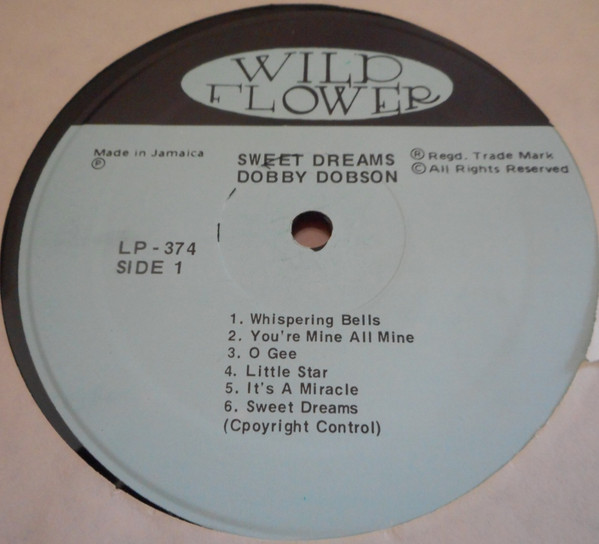 WILD
FLOWER
Made in Jamaica
Ⓟ
SWEET DREAMS
DOBBY DOBSON
® Regd. Trade Mark
© All Rights Reserved
LP - 374
SIDE 1
1. Whispering Bells
2. You're Mine All Mine
3. O Gee
4. Little Star
5. It's A Miracle
6. Sweet Dreams
(Cpoyright Control)